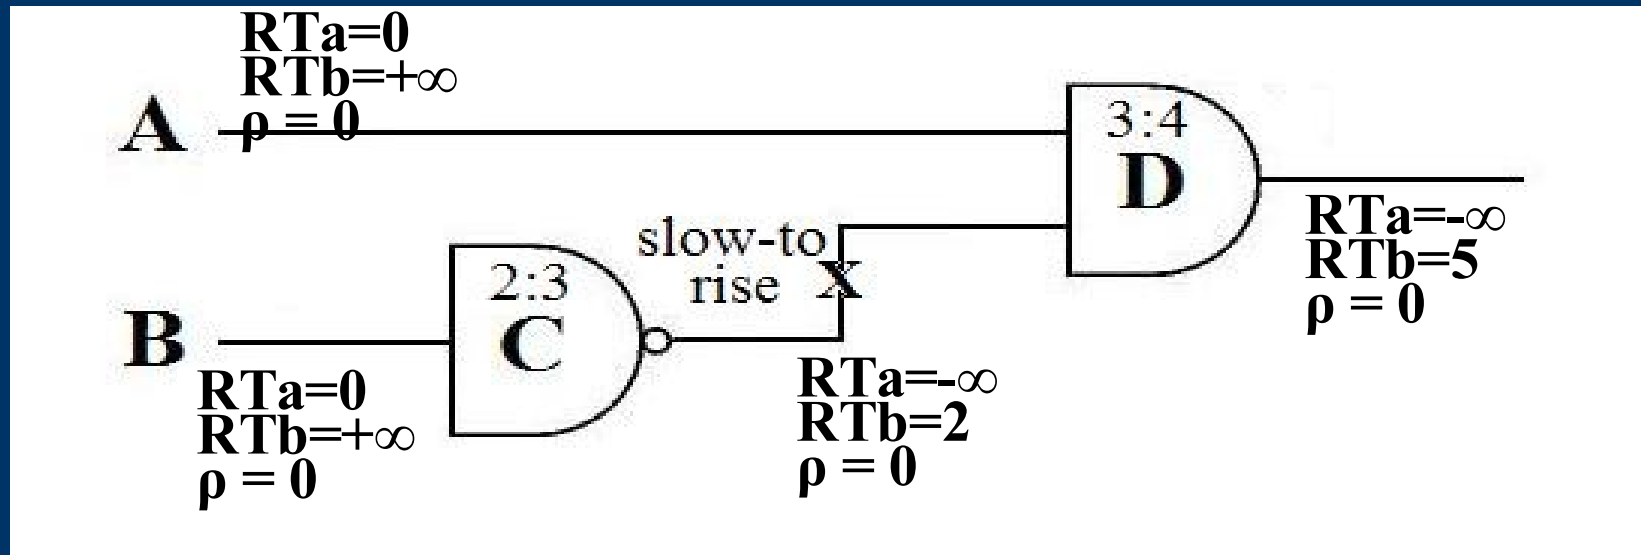 RTa=0
RTb=+∞
ρ = 0
A
3:4
D
slow-to
rise
X
RTa=-∞
RTb=5
ρ = 0
2:3
C
B
RTa=0
RTb=+∞
ρ = 0
RTa=-∞
RTb=2
ρ = 0